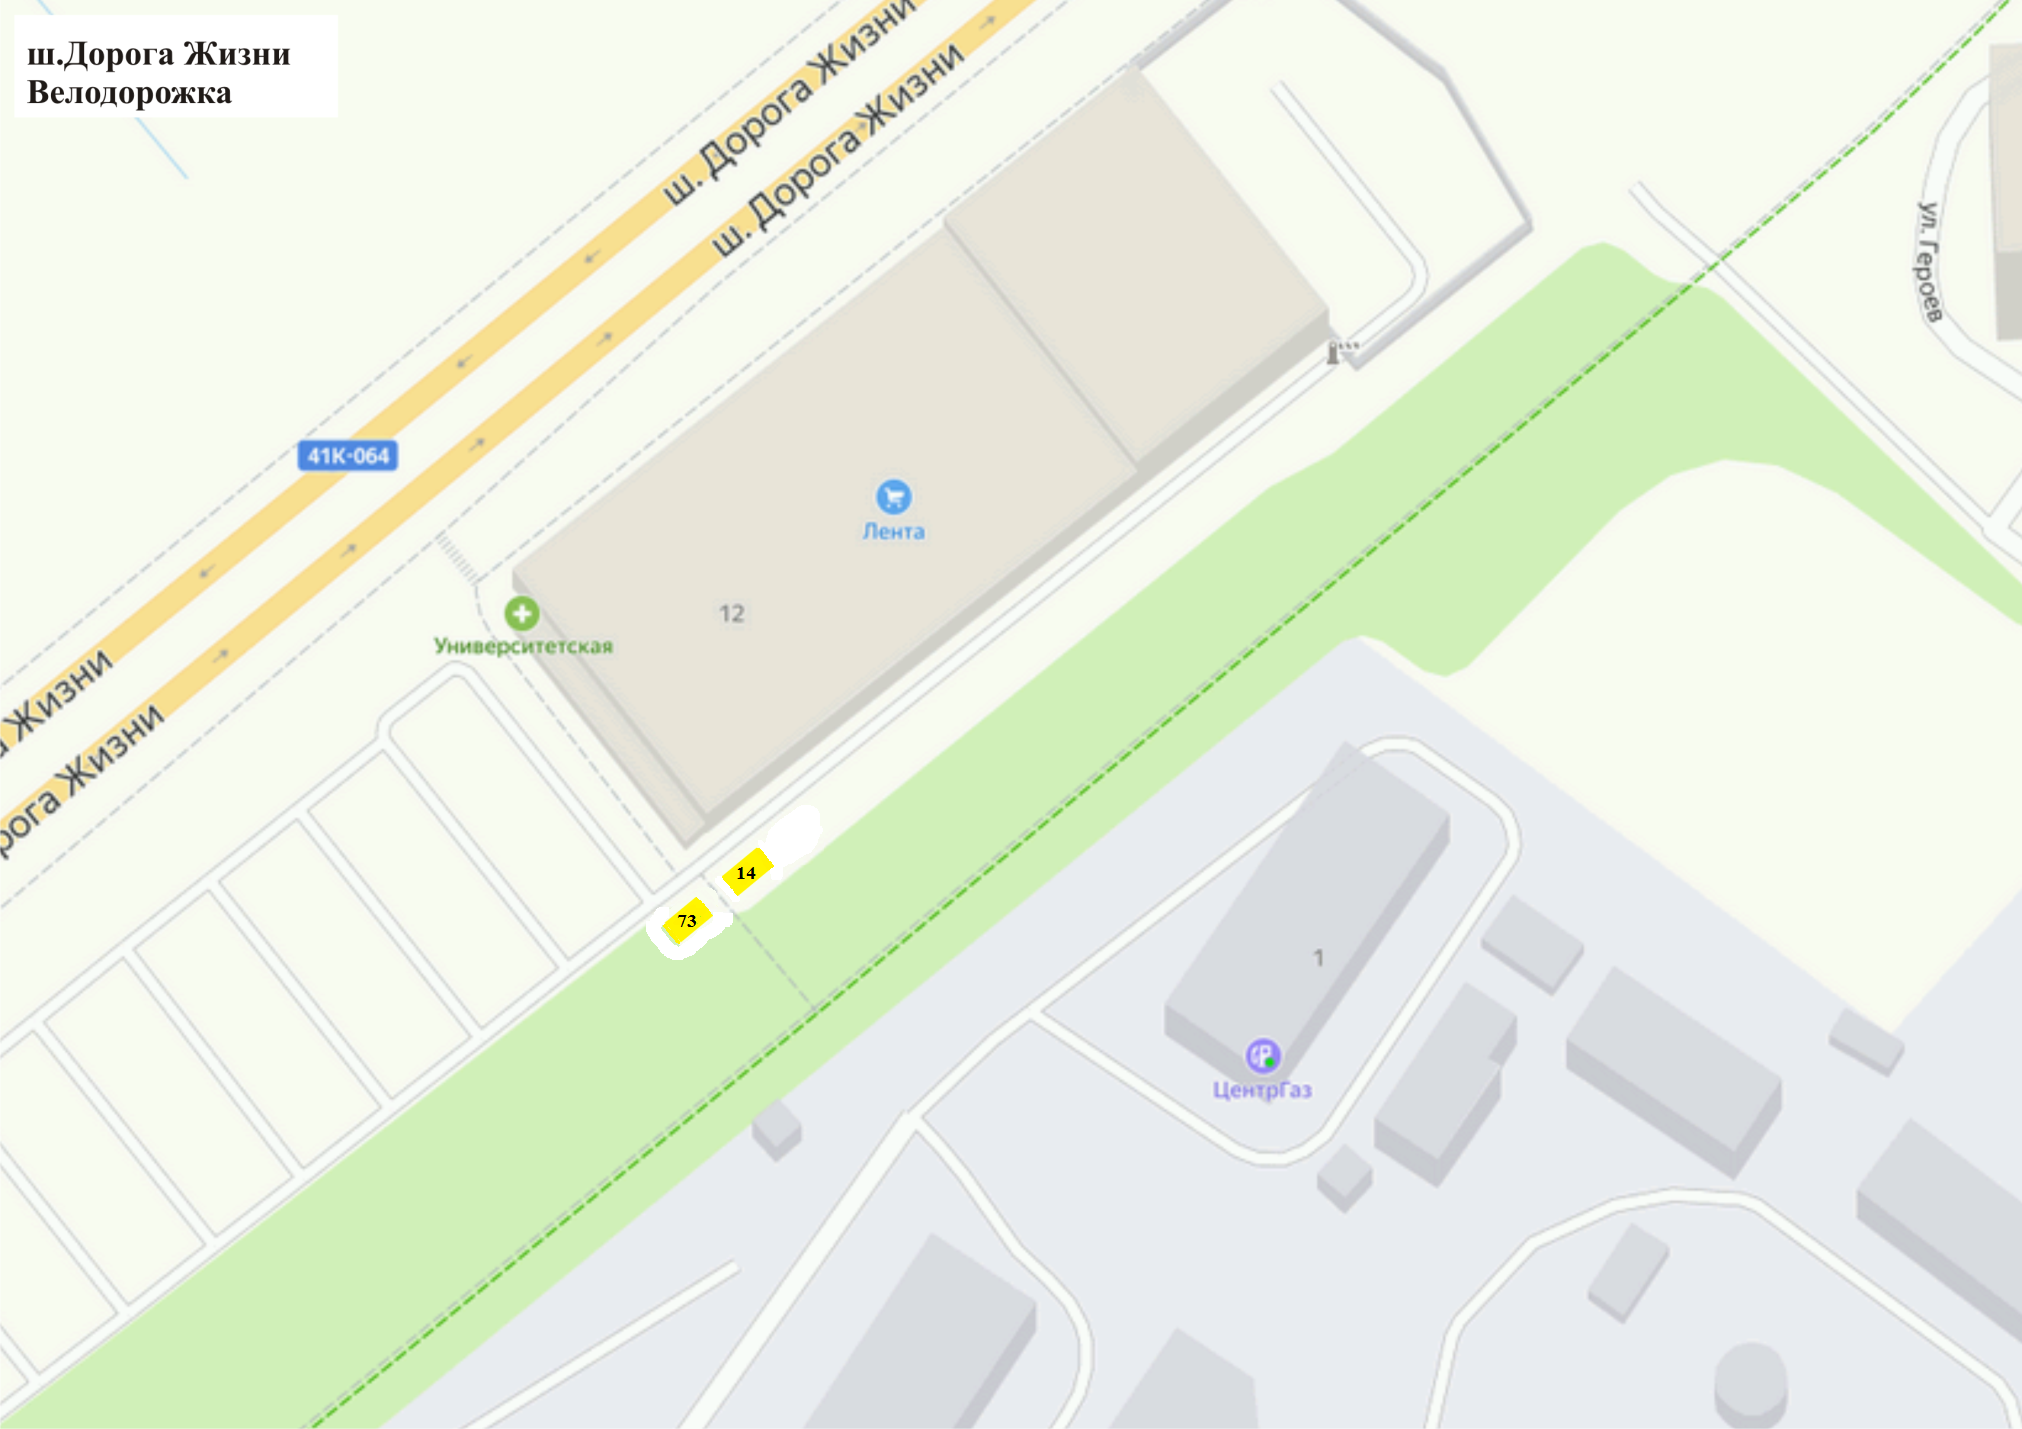 ш.Дорога Жизни
Велодорожка
ш. Дорога Жизни
ш. Дорога Жизни
ул. Героев
41К-064
Лента
12
Университетская
а Жизни
рога Жизни
14
73
1
ЦентрГаз